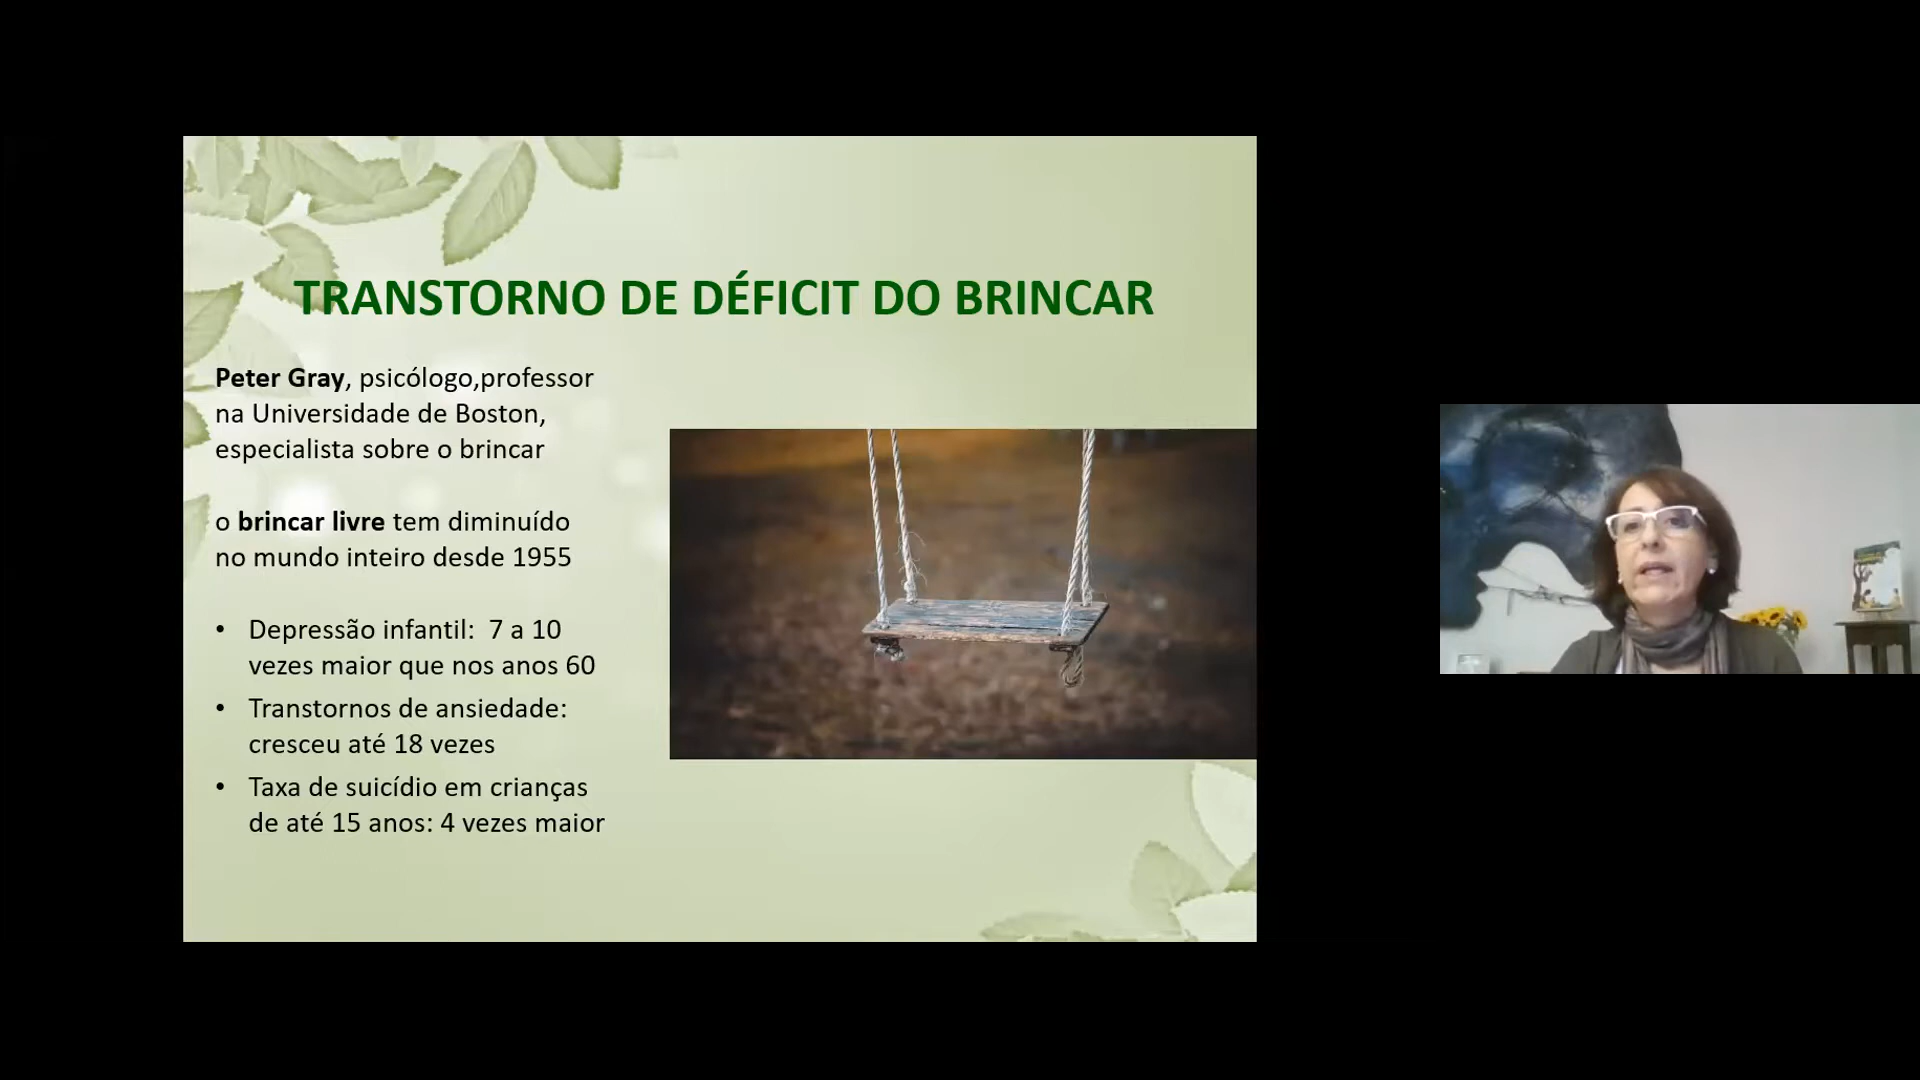 TRANSTORNO DE DÉFICIT DO BRINCAR
Peter Gray, psicólogo,professor
na Universidade de Boston,
especialista sobre o brincar
o brincar livre tem diminuído
no mundo inteiro desde 1955
• Depressão infantil:  7 a 10
vezes maior que nos anos 60
• Transtornos de ansiedade:
cresceu até 18 vezes
• Taxa de suicídio em crianças
de até 15 anos: 4 vezes maior